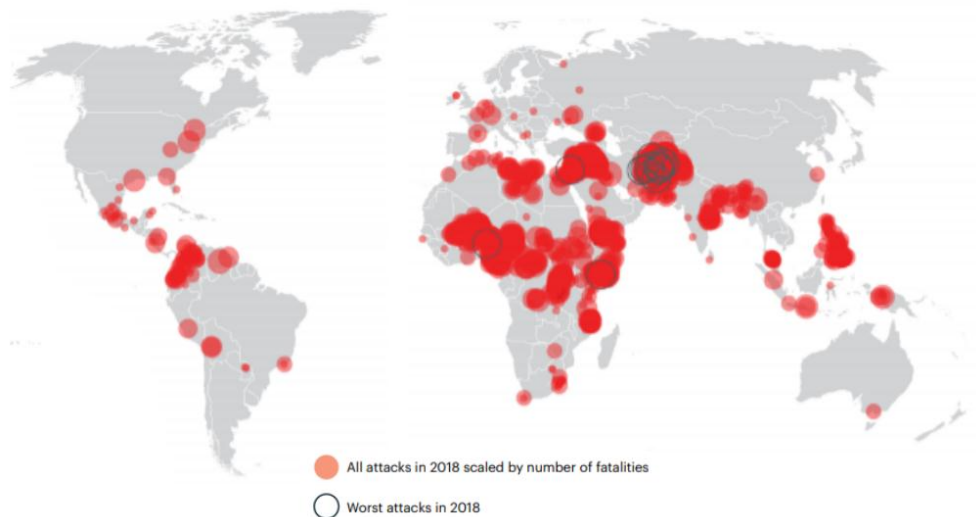 All attacks in 2018 scaled by number of fatalities
Worst attacks in 2018